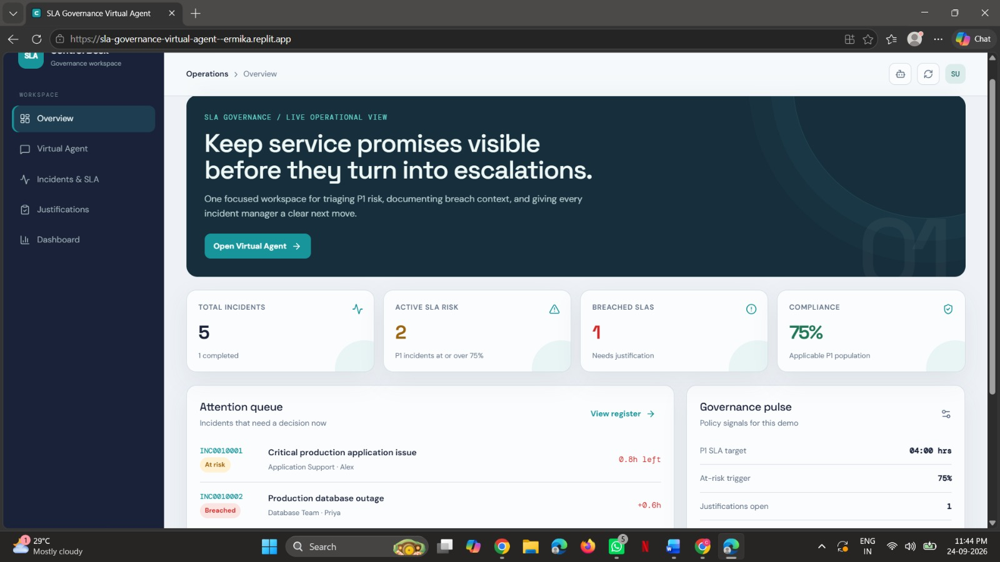 SLA Governance Virtual Agent
https://sla-governance-virtual-agent--ermika.replit.app
Chat
SLA
Governance workspace
WORKSPACE
Overview
Virtual Agent
Incidents & SLA
Justifications
Dashboard
Operations > Overview
SU
SLA GOVERNANCE / LIVE OPERATIONAL VIEW
Keep service promises visible
before they turn into escalations.
One focused workspace for triaging P1 risk, documenting breach context, and giving every
incident manager a clear next move.
Open Virtual Agent →
01
TOTAL INCIDENTS
5
1 completed
ACTIVE SLA RISK
2
P1 incidents at or over 75%
BREACHED SLAS
1
Needs justification
COMPLIANCE
75%
Applicable P1 population
Attention queue
Incidents that need a decision now
View register →
INC0010001
At risk
Critical production application issue
Application Support · Alex
0.8h left
INC0010002
Breached
Production database outage
Database Team · Priya
+0.6h
Governance pulse
Policy signals for this demo
P1 SLA target 04:00 hrs
At-risk trigger 75%
Justifications open 1
1
29°C
Mostly cloudy
Search
5
ENG
IN
11:44 PM
24-09-2026